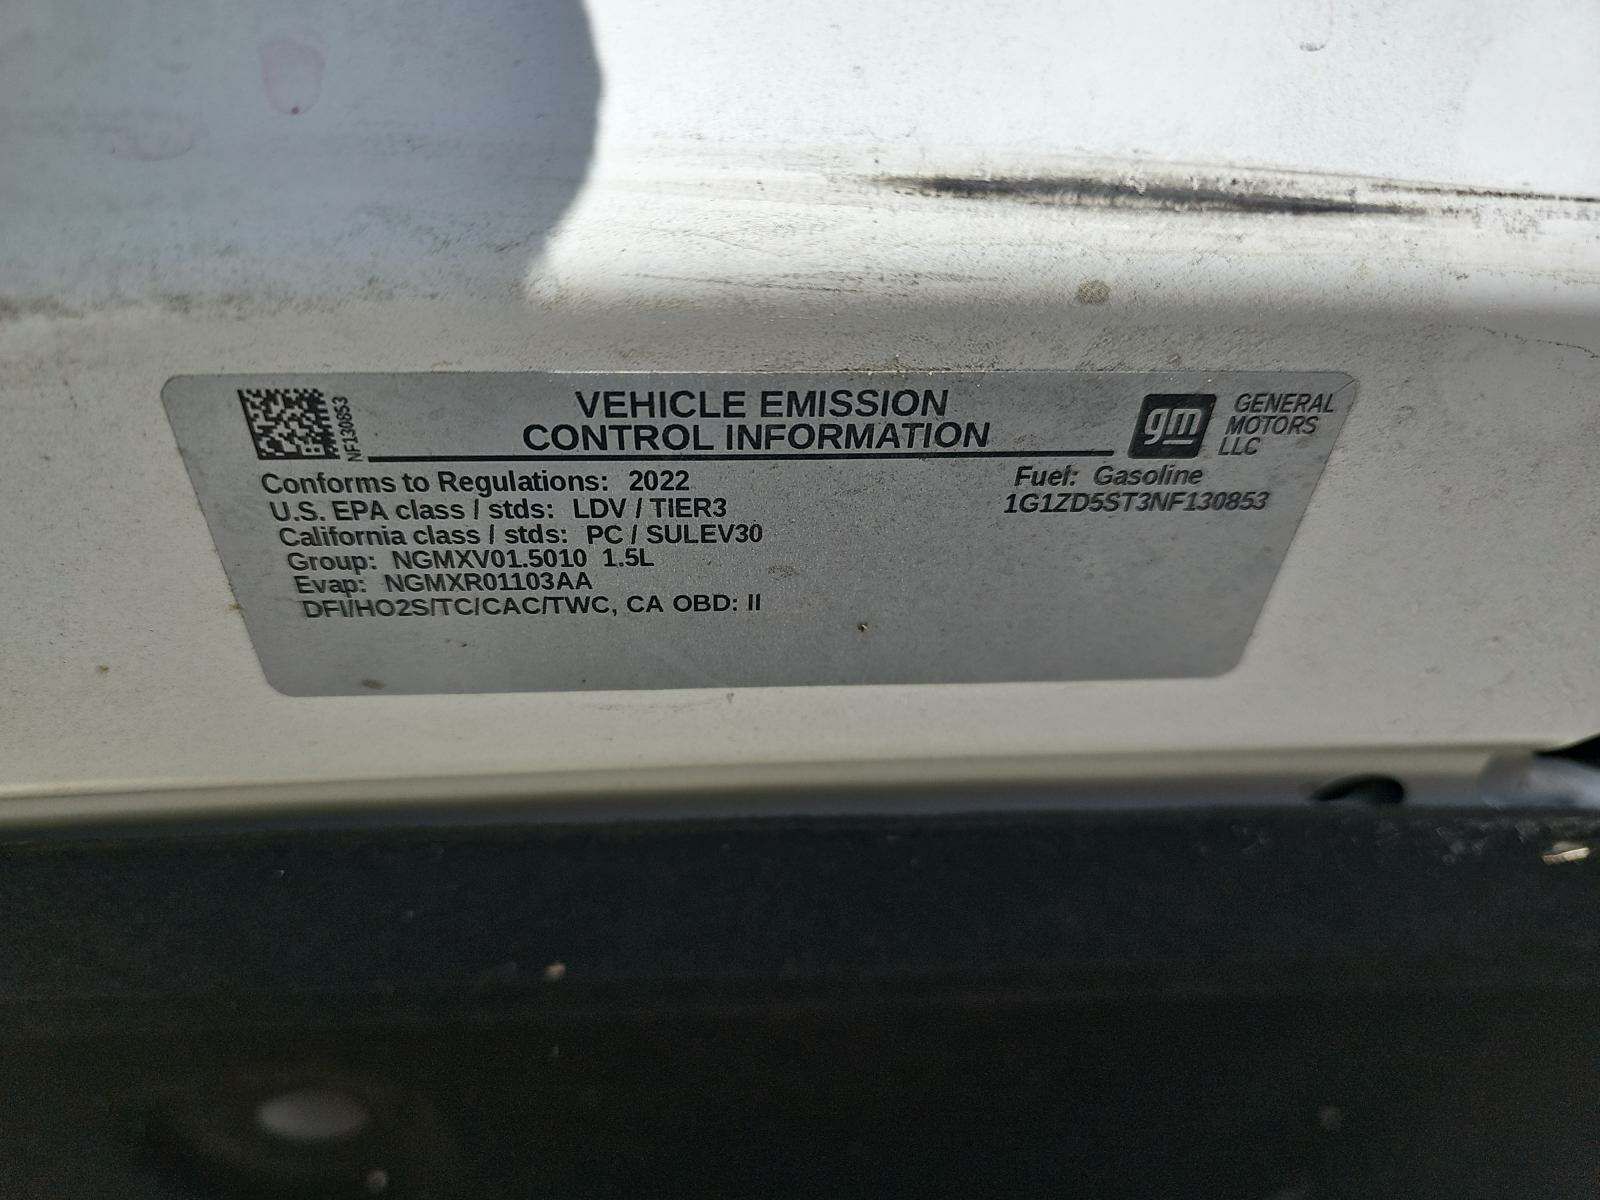 NF130853
VEHICLE EMISSION
CONTROL INFORMATION
gm
GENERAL
MOTORS
LLC
Conforms to Regulations: 2022
U.S. EPA class / stds: LDV / TIER3
California class / stds: PC / SULEV30
Group: NGMXV01.5010 1.5L
Evap: NGMXR01103AA
DFI/HO2S/TC/CAC/TWC, CA OBD: II
Fuel: Gasoline
1G1ZD5ST3NF130853